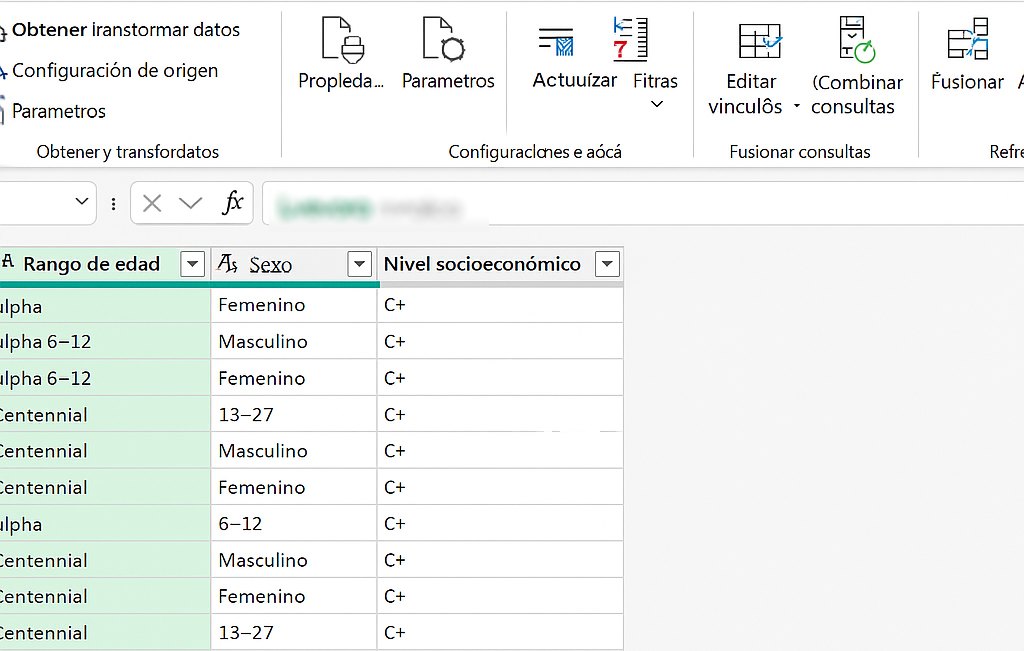 Obtener iranstormar datos
Configuración de origen
Parametros
Obtener y transfordatos
Propleda... Parametros
Actuuízar Fitras
Configuraclones e aócá
Editar vinculôs
(Combinar consultas
Fusionar consultas
Fusionar A
Refre
fx
A Rango de edad As Sexo Nivel socioeconómico
ulpha Femenino C+
ulpha 6–12 Masculino C+
ulpha 6–12 Femenino C+
Centennial 13–27 C+
Centennial Masculino C+
Centennial Femenino C+
ulpha 6–12 C+
Centennial Masculino C+
Centennial Femenino C+
Centennial 13–27 C+